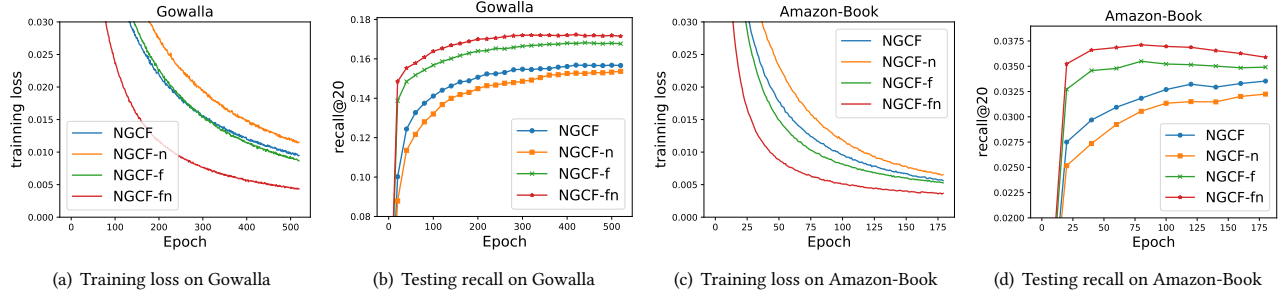 Gowalla
trainning loss
0.030
0.025
0.020
0.015
0.010
0.005
0.000
NGCF
NGCF-n
NGCF-f
NGCF-fn
0 100 200 300 400 500
Epoch
(a) Training loss on Gowalla
Gowalla
recall@20
0.18
0.16
0.14
0.12
0.10
0.08
NGCF
NGCF-n
NGCF-f
NGCF-fn
0 100 200 300 400 500
Epoch
(b) Testing recall on Gowalla
Amazon-Book
trainning loss
0.030
0.025
0.020
0.015
0.010
0.005
0.000
NGCF
NGCF-n
NGCF-f
NGCF-fn
0 25 50 75 100 125 150 175
Epoch
(c) Training loss on Amazon-Book
Amazon-Book
recall@20
0.0375
0.0350
0.0325
0.0300
0.0275
0.0250
0.0225
0.0200
NGCF
NGCF-n
NGCF-f
NGCF-fn
0 25 50 75 100 125 150 175
Epoch
(d) Testing recall on Amazon-Book